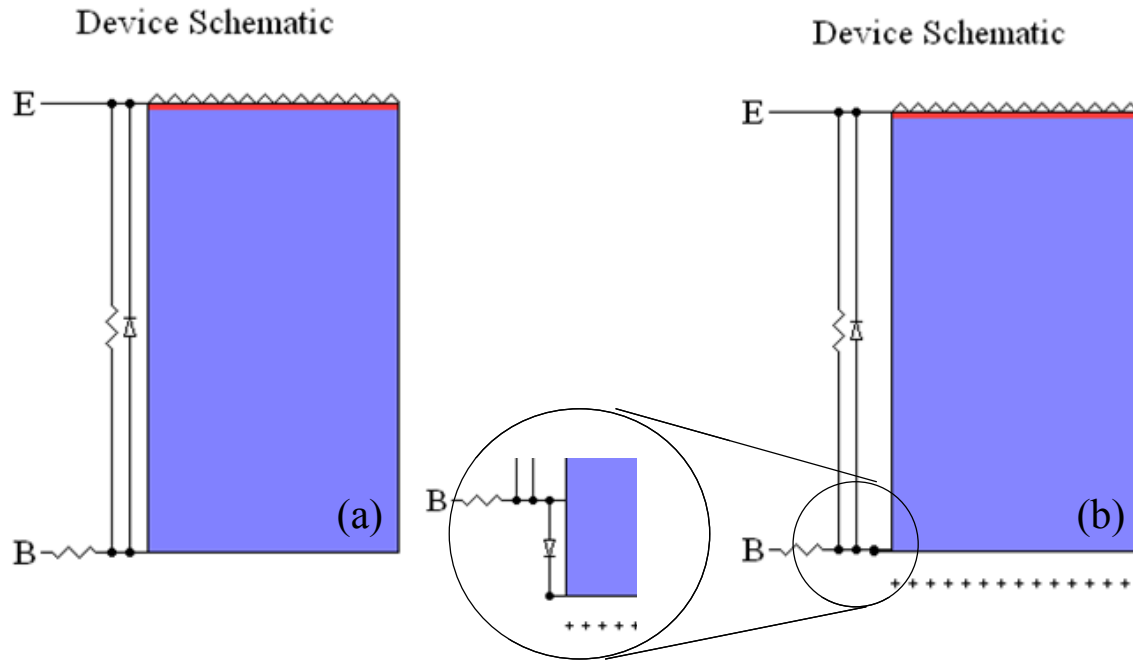 Device Schematic
E
B
(a)
B
Device Schematic
E
B
(b)
+ + + + +
+ + + + + + + + + + + + + + + +